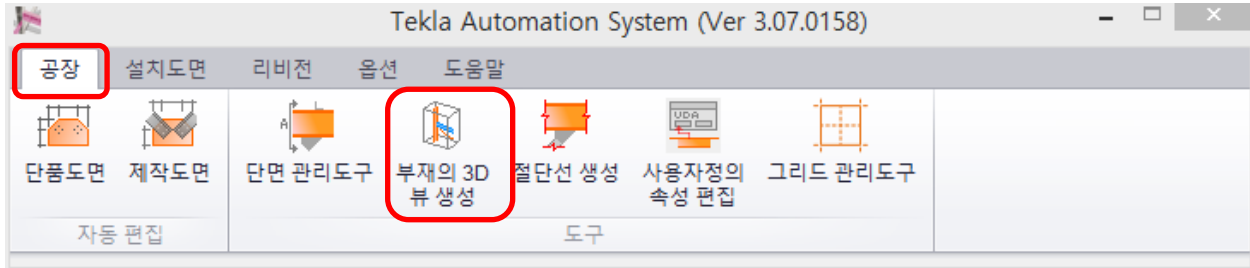 Tekla Automation System (Ver 3.07.0158)
공장 설치도면 리비전 옵션 도움말
A UDA
단품도면 제작도면 단면 관리도구 부재의 3D 절단선 생성 사용자정의 그리드 관리도구
뷰 생성 속성 편집
자동 편집 도구